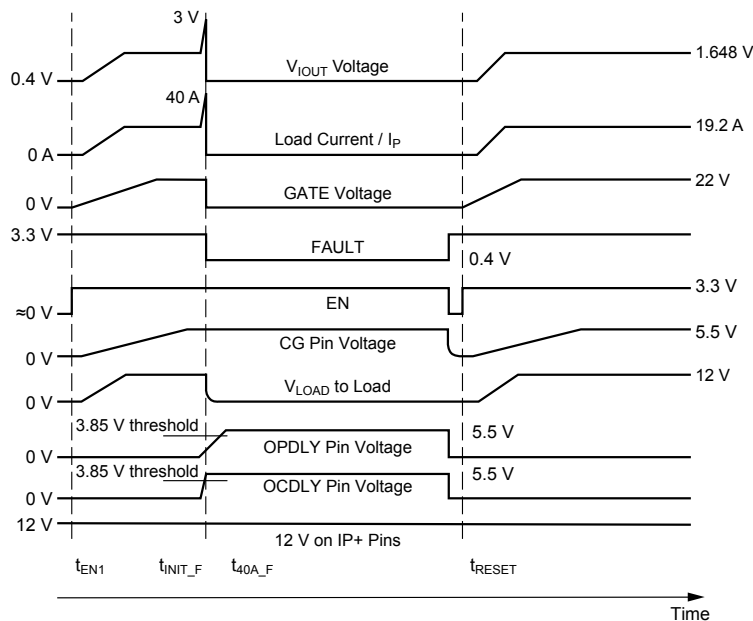 3 V
0.4 V
V_IOUT Voltage
1.648 V
40 A
0 A
Load Current / I_P
19.2 A
0 V
GATE Voltage
22 V
3.3 V
FAULT
0.4 V
≈0 V
EN
3.3 V
0 V
CG Pin Voltage
5.5 V
0 V
V_LOAD to Load
12 V
3.85 V threshold
0 V
OPDLY Pin Voltage
5.5 V
3.85 V threshold
0 V
OCDLY Pin Voltage
5.5 V
12 V
12 V on IP+ Pins
t_EN1
t_INIT_F
t_40A_F
t_RESET
Time